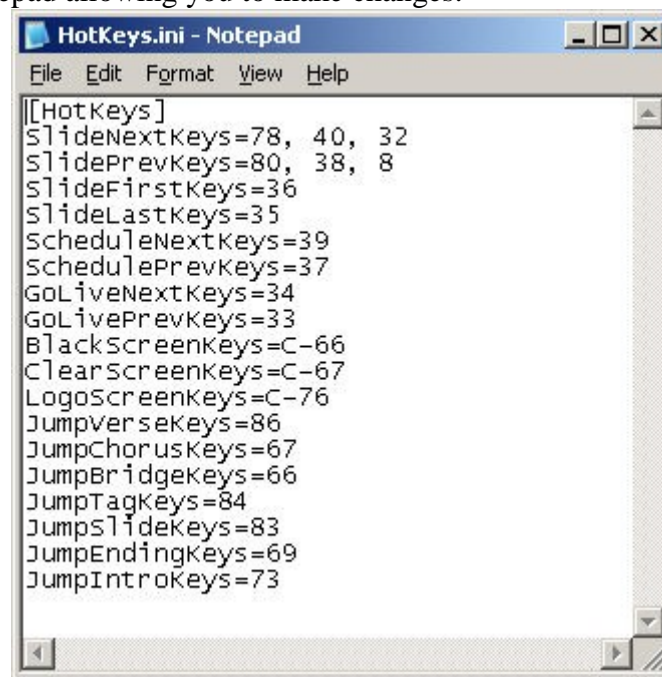 epad allowing you to make changes.
HotKeys.ini - Notepad
File Edit Format View Help
[HotKeys]
SlideNextKeys=78, 40, 32
SlidePrevKeys=80, 38, 8
SlideFirstKeys=36
SlideLastKeys=35
ScheduleNextKeys=39
SchedulePrevKeys=37
GoLiveNextKeys=34
GoLivePrevKeys=33
BlackScreenKeys=C-66
ClearScreenKeys=C-67
LogoScreenKeys=C-76
JumpVerseKeys=86
JumpChorusKeys=67
JumpBridgeKeys=66
JumpTagKeys=84
JumpSlideKeys=83
JumpEndingKeys=69
JumpIntroKeys=73